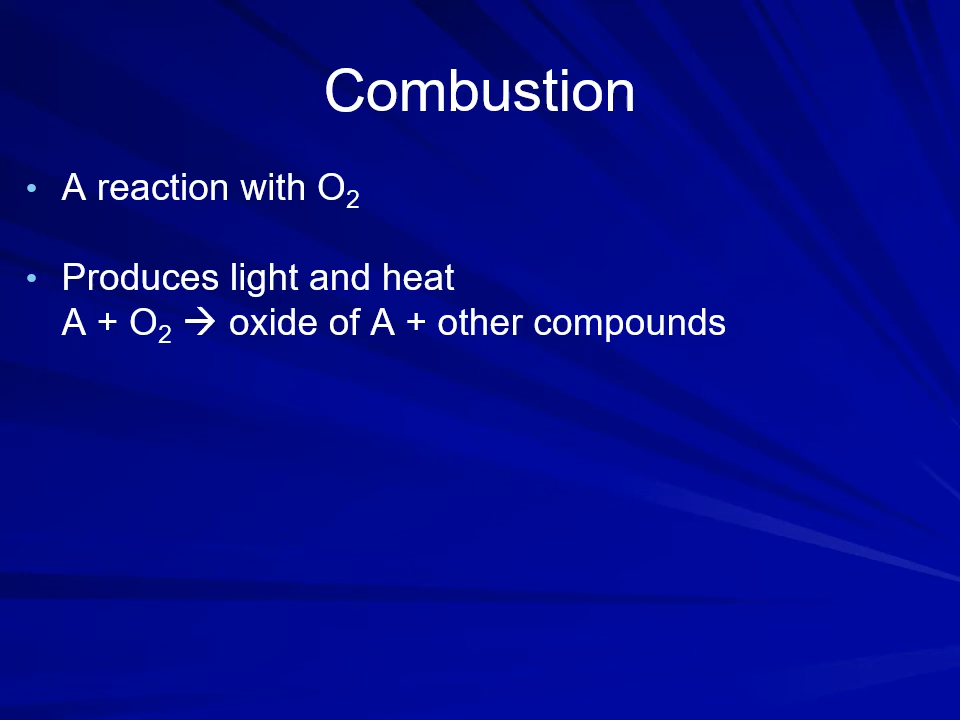 Combustion
• A reaction with O₂
• Produces light and heat
A + O₂ → oxide of A + other compounds